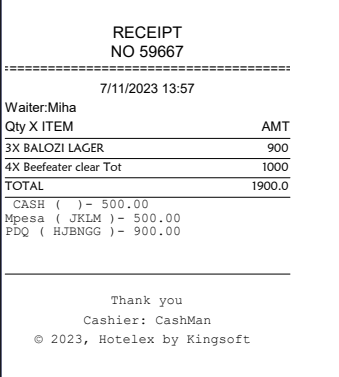 RECEIPT
NO 59667
========================================
7/11/2023 13:57
Waiter:Miha
Qty X ITEM AMT
3X BALOZI LAGER 900
4X Beefeater clear Tot 1000
TOTAL 1900.0
CASH ( )- 500.00
Mpesa ( JKLM )- 500.00
PDQ ( HJBNGG )- 900.00
Thank you
Cashier: CashMan
© 2023, Hotelex by Kingsoft